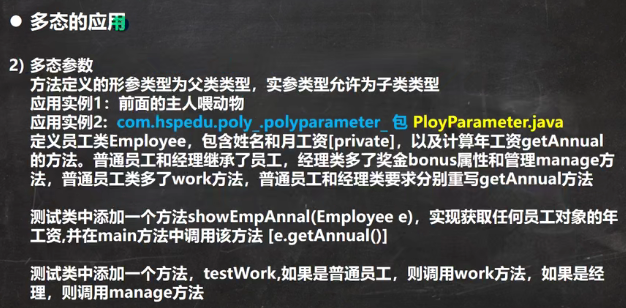 ● 多态的应用
2) 多态参数
方法定义的形参类型为父类类型，实参类型允许为子类类型
应用实例1：前面的主人喂动物
应用实例2：com.hspedu.poly_.polyparameter_ 包 PloyParameter.java
定义员工类Employee，包含姓名和月工资[private]，以及计算年工资getAnnual
的方法。普通员工和经理继承了员工，经理类多了奖金bonus属性和管理manage方
法，普通员工类多了work方法，普通员工和经理类要求分别重写getAnnual方法
测试类中添加一个方法showEmpAnnal(Employee e)，实现获取任何员工对象的年
工资,并在main方法中调用该方法 [e.getAnnual()]
测试类中添加一个方法，testWork,如果是普通员工，则调用work方法，如果是经
理，则调用manage方法